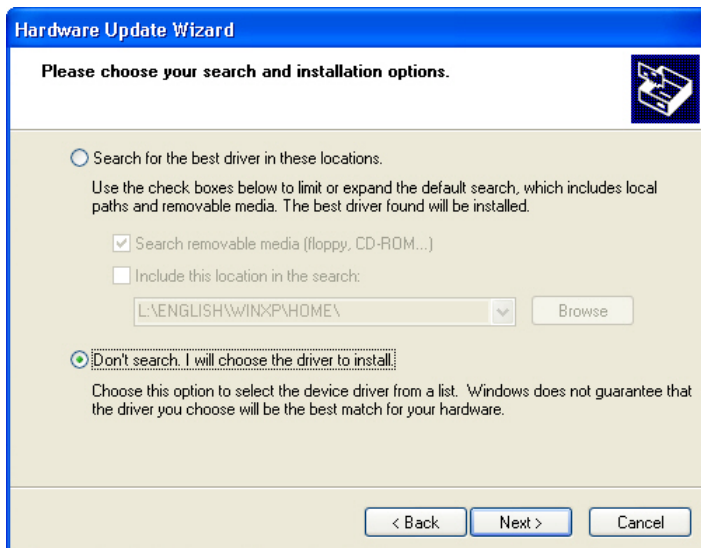 Hardware Update Wizard
Please choose your search and installation options.
Search for the best driver in these locations.
Use the check boxes below to limit or expand the default search, which includes local
paths and removable media. The best driver found will be installed.
Search removable media (floppy, CD-ROM...)
Include this location in the search:
L:\ENGLISH\WINXP\HOME\
Browse
Don't search. I will choose the driver to install.
Choose this option to select the device driver from a list. Windows does not guarantee that
the driver you choose will be the best match for your hardware.
< Back Next > Cancel